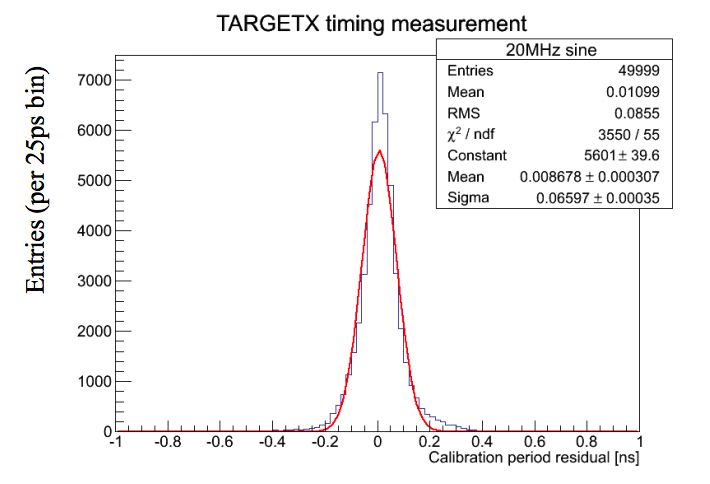 TARGETX timing measurement
20MHz sine
Entries 49999
Mean 0.01099
RMS 0.0855
χ² / ndf 3550 / 55
Constant 5601 ± 39.6
Mean 0.008678 ± 0.000307
Sigma 0.06597 ± 0.00035
Entries (per 25ps bin)
7000
6000
5000
4000
3000
2000
1000
0
-1 -0.8 -0.6 -0.4 -0.2 0 0.2 0.4 0.6 0.8 1
Calibration period residual [ns]